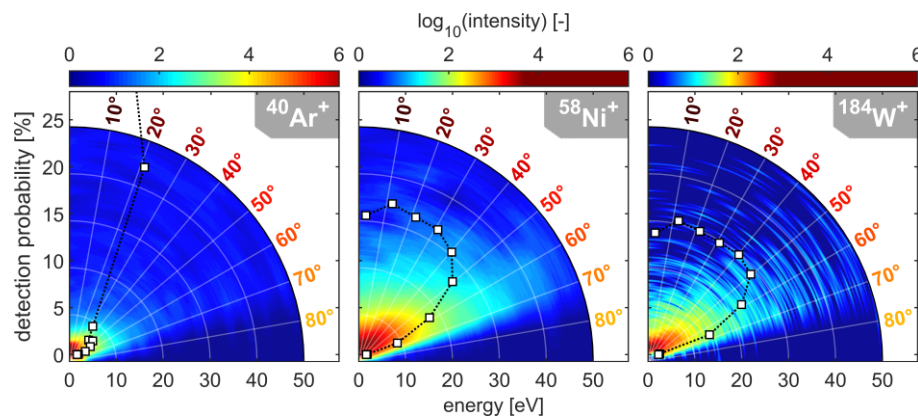 log10(intensity) [-]
0 2 4 6 0 2 4 6 0 2 4 6
40Ar+ 58Ni+ 184W+
10° 20° 30° 40° 50° 60° 70° 80°
10° 20° 30° 40° 50° 60° 70° 80°
10° 20° 30° 40° 50° 60° 70° 80°
detection probability [%]
25
20
15
10
5
0
0 10 20 30 40 50 0 10 20 30 40 50 0 10 20 30 40 50
energy [eV]